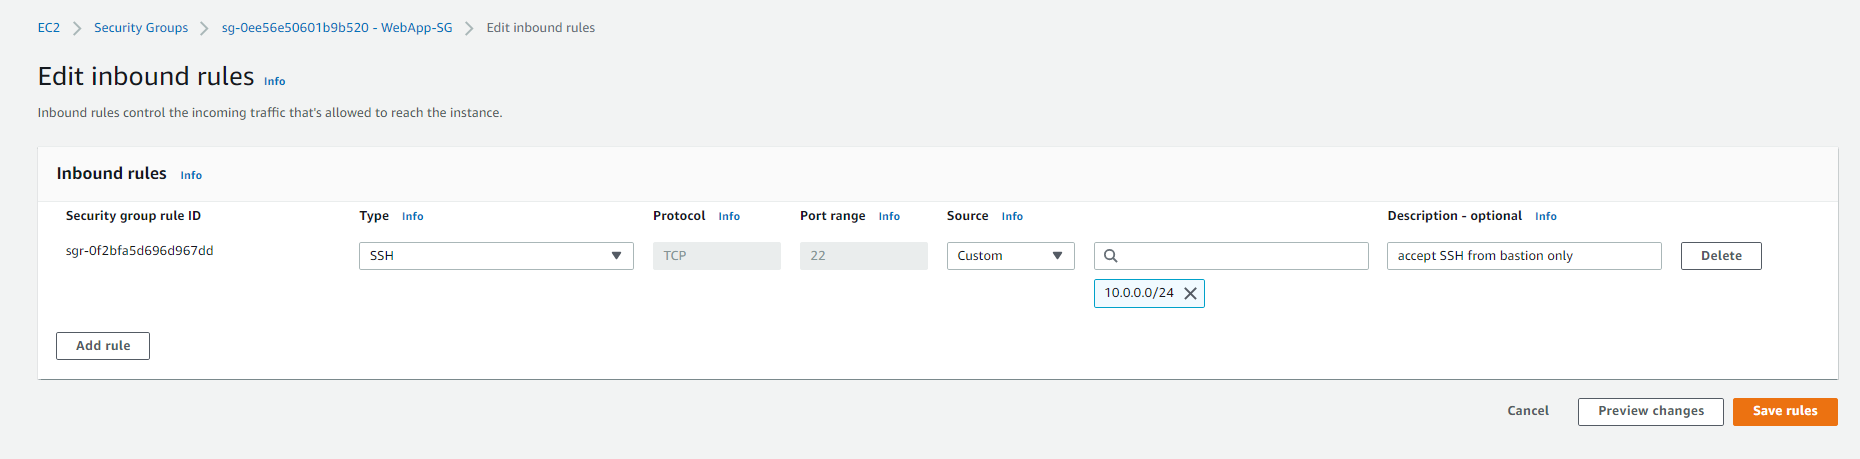 EC2 > Security Groups > sg-0ee56e50601b9b520 - WebApp-SG > Edit inbound rules
Edit inbound rules Info
Inbound rules control the incoming traffic that's allowed to reach the instance.
Inbound rules Info
Security group rule ID Type Info Protocol Info Port range Info Source Info Description - optional Info
sgr-0f2bfa5d696d967dd SSH TCP 22 Custom accept SSH from bastion only Delete
10.0.0.0/24
Add rule
Cancel Preview changes Save rules